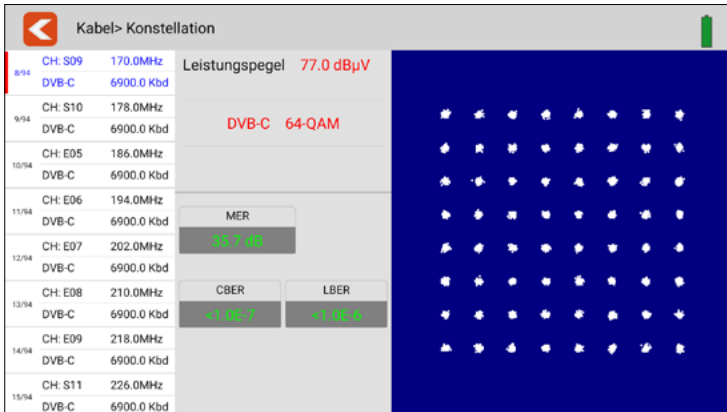 Kabel> Konstellation
8/94
CH: S09 170.0MHz
DVB-C 6900.0 Kbd
9/94
CH: S10 178.0MHz
DVB-C 6900.0 Kbd
10/94
CH: E05 186.0MHz
DVB-C 6900.0 Kbd
11/94
CH: E06 194.0MHz
DVB-C 6900.0 Kbd
12/94
CH: E07 202.0MHz
DVB-C 6900.0 Kbd
13/94
CH: E08 210.0MHz
DVB-C 6900.0 Kbd
14/94
CH: E09 218.0MHz
DVB-C 6900.0 Kbd
15/94
CH: S11 226.0MHz
DVB-C 6900.0 Kbd
Leistungspegel 77.0 dBµV
DVB-C 64-QAM
MER
35.7 dB
CBER LBER
<1.0E-7 <1.0E-6